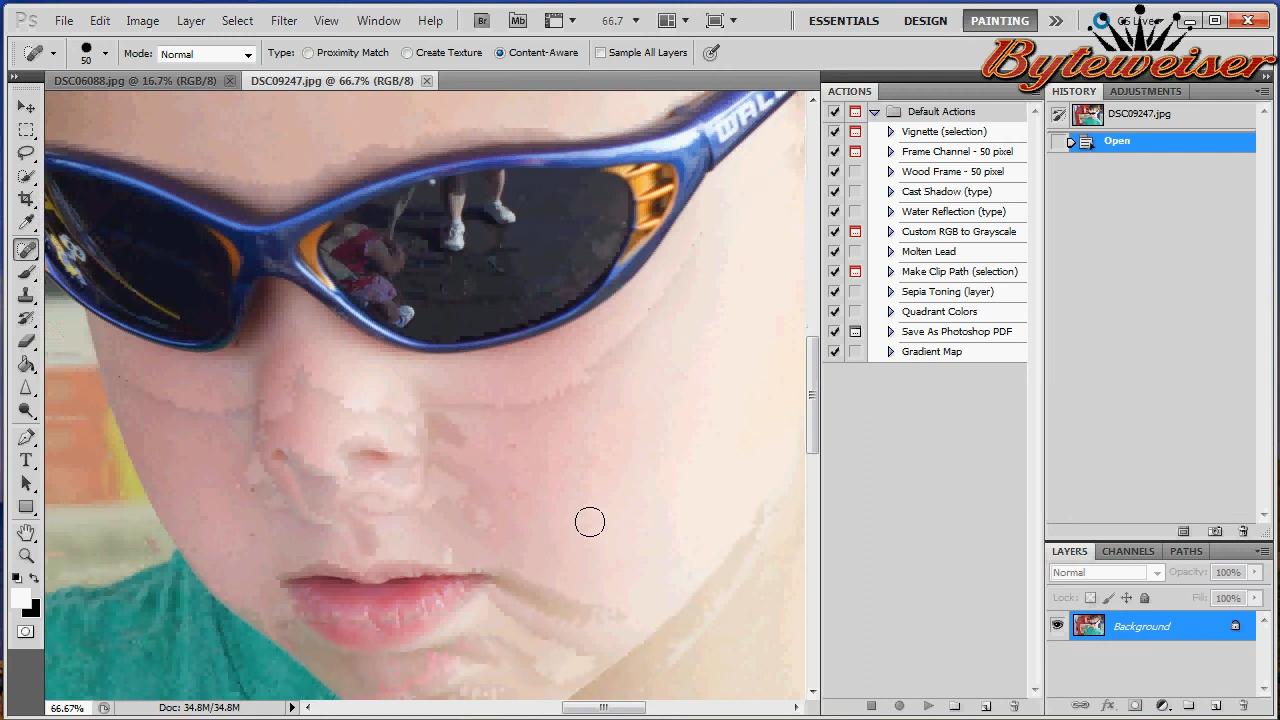 Ps File Edit Image Layer Select Filter View Window Help Br Mb 66.7 ESSENTIALS DESIGN PAINTING CS Live
Byteweiser
50 Mode: Normal Type: Proximity Match Create Texture Content-Aware Sample All Layers
DSC06088.jpg @ 16.7% (RGB/8) DSC09247.jpg @ 66.7% (RGB/8)
ACTIONS
Default Actions
Vignette (selection)
Frame Channel - 50 pixel
Wood Frame - 50 pixel
Cast Shadow (type)
Water Reflection (type)
Custom RGB to Grayscale
Molten Lead
Make Clip Path (selection)
Sepia Toning (layer)
Quadrant Colors
Save As Photoshop PDF
Gradient Map
HISTORY ADJUSTMENTS
DSC09247.jpg
Open
LAYERS CHANNELS PATHS
Normal Opacity: 100%
Lock: Fill: 100%
Background
66.67% Doc: 34.8M/34.8M